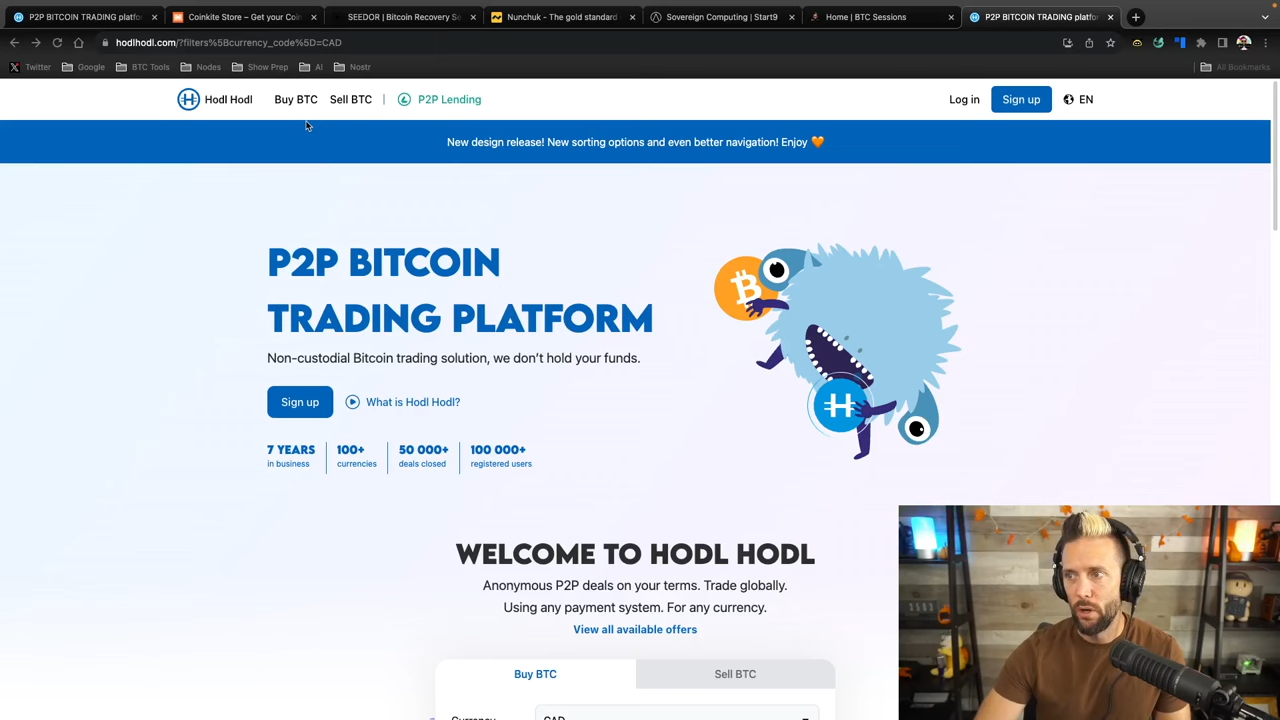 P2P BITCOIN TRADING platfor
Coinkite Store – Get your Coin
SEEDOR | Bitcoin Recovery Se
Nunchuk - The gold standard
Sovereign Computing | Start9
Home | BTC Sessions
P2P BITCOIN TRADING platfo
hodlhodl.com/?filters%5Bcurrency_code%5D=CAD
Twitter
Google
BTC Tools
Nodes
Show Prep
AI
Nostr
All Bookmarks
Hodl Hodl
Buy BTC
Sell BTC
P2P Lending
Log in
Sign up
EN
New design release! New sorting options and even better navigation! Enjoy 🧡
P2P BITCOIN
TRADING PLATFORM
Non-custodial Bitcoin trading solution, we don’t hold your funds.
Sign up
What is Hodl Hodl?
7 YEARS
in business
100+
currencies
50 000+
deals closed
100 000+
registered users
WELCOME TO HODL HODL
Anonymous P2P deals on your terms. Trade globally.
Using any payment system. For any currency.
View all available offers
Buy BTC
Sell BTC
Currency
CAD